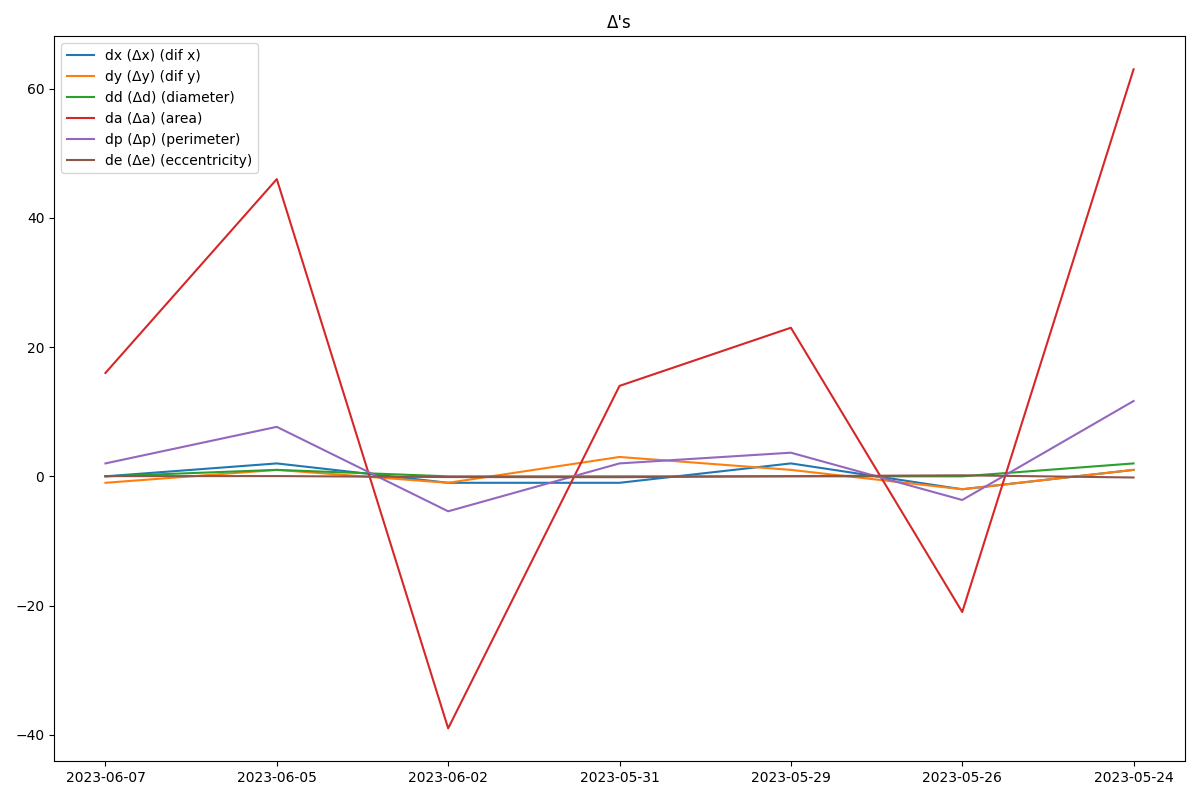 Δ's
dx (Δx) (dif x)
dy (Δy) (dif y)
dd (Δd) (diameter)
da (Δa) (area)
dp (Δp) (perimeter)
de (Δe) (eccentricity)
60
40
20
0
−20
−40
2023-06-07 2023-06-05 2023-06-02 2023-05-31 2023-05-29 2023-05-26 2023-05-24